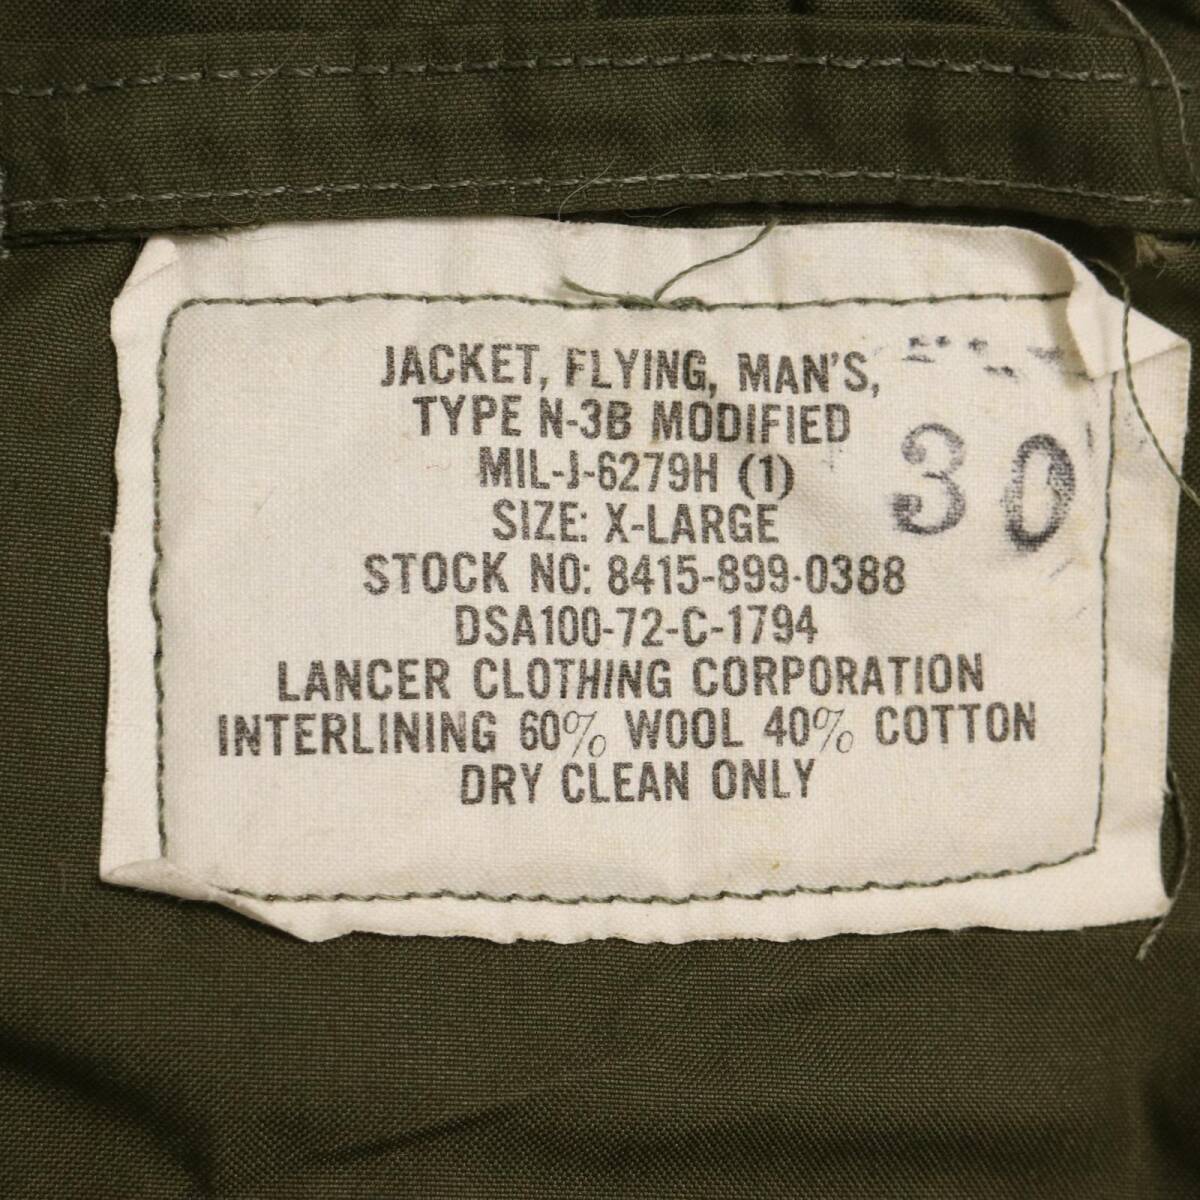 JACKET, FLYING, MAN'S,
TYPE N-3B MODIFIED
MIL-J-6279H (1)
SIZE: X-LARGE
STOCK NO: 8415-899-0388
DSA100-72-C-1794
LANCER CLOTHING CORPORATION
INTERLINING 60% WOOL 40% COTTON
DRY CLEAN ONLY
30